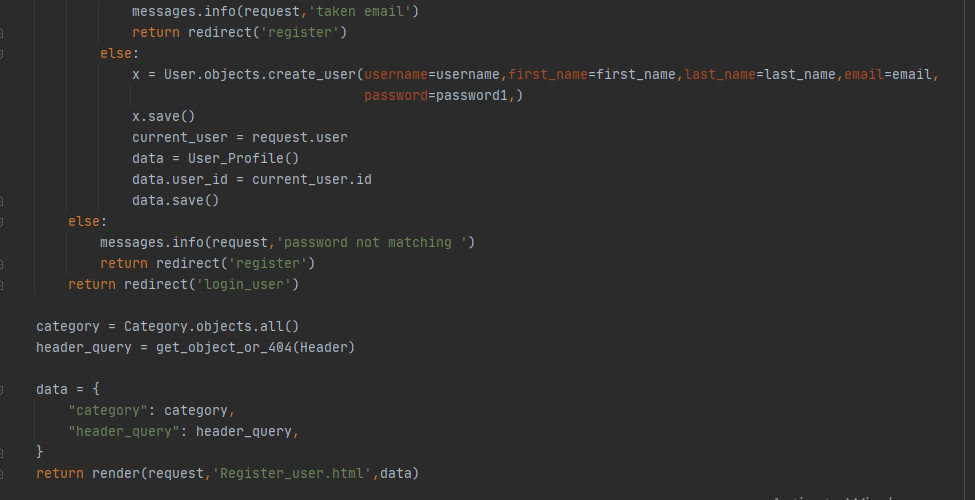 messages.info(request,'taken email')
return redirect('register')
else:
x = User.objects.create_user(username=username,first_name=first_name,last_name=last_name,email=email,
password=password1,)
x.save()
current_user = request.user
data = User_Profile()
data.user_id = current_user.id
data.save()
else:
messages.info(request,'password not matching ')
return redirect('register')
return redirect('login_user')
category = Category.objects.all()
header_query = get_object_or_404(Header)
data = {
"category": category,
"header_query": header_query,
}
return render(request,'Register_user.html',data)